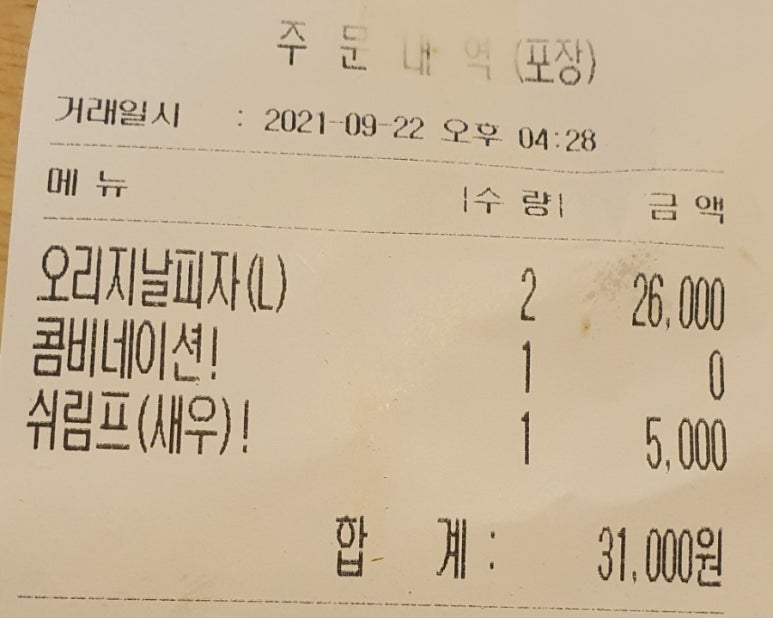 주문내역(포장)
거래일시 : 2021-09-22 오후 04:28
메뉴 |수량| 금액
오리지날피자(L) 2 26,000
콤비네이션! 1 0
쉬림프(새우)! 1 5,000
합 계: 31,000원